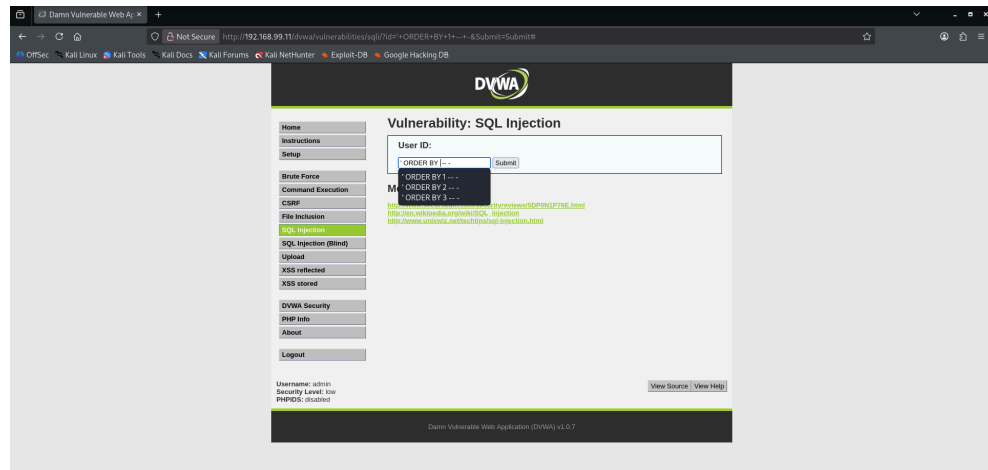 Damn Vulnerable Web Ap
Not Secure http://192.168.99.11/dvwa/vulnerabilities/sqli/?id='+ORDER+BY+1+--+-&Submit=Submit#
OffSec Kali Linux Kali Tools Kali Docs Kali Forums Kali NetHunter Exploit-DB Google Hacking DB
DVWA
Home
Instructions
Setup
Brute Force
Command Execution
CSRF
File Inclusion
SQL Injection
SQL Injection (Blind)
Upload
XSS reflected
XSS stored
DVWA Security
PHP Info
About
Logout
Vulnerability: SQL Injection
User ID:
' ORDER BY -- - Submit
' ORDER BY 1 -- -
' ORDER BY 2 -- -
' ORDER BY 3 -- -
http://en.wikipedia.org/wiki/SQL_injection
http://www.unixwiz.net/techtips/sql-injection.html
Username: admin
Security Level: low
PHPIDS: disabled
View Source View Help
Damn Vulnerable Web Application (DVWA) v1.0.7